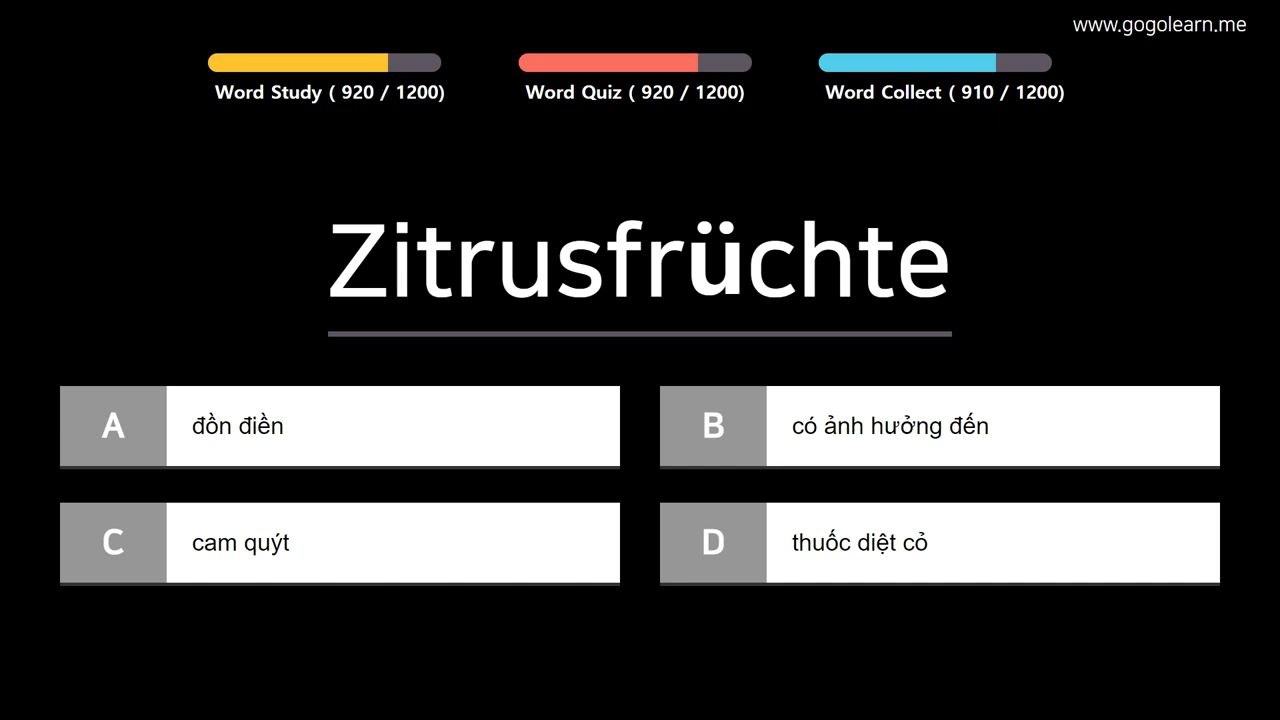 www.gogolearn.me
Word Study ( 920 / 1200)
Word Quiz ( 920 / 1200)
Word Collect ( 910 / 1200)
Zitrusfrüchte
A đồn điền
B có ảnh hưởng đến
C cam quýt
D thuốc diệt cỏ